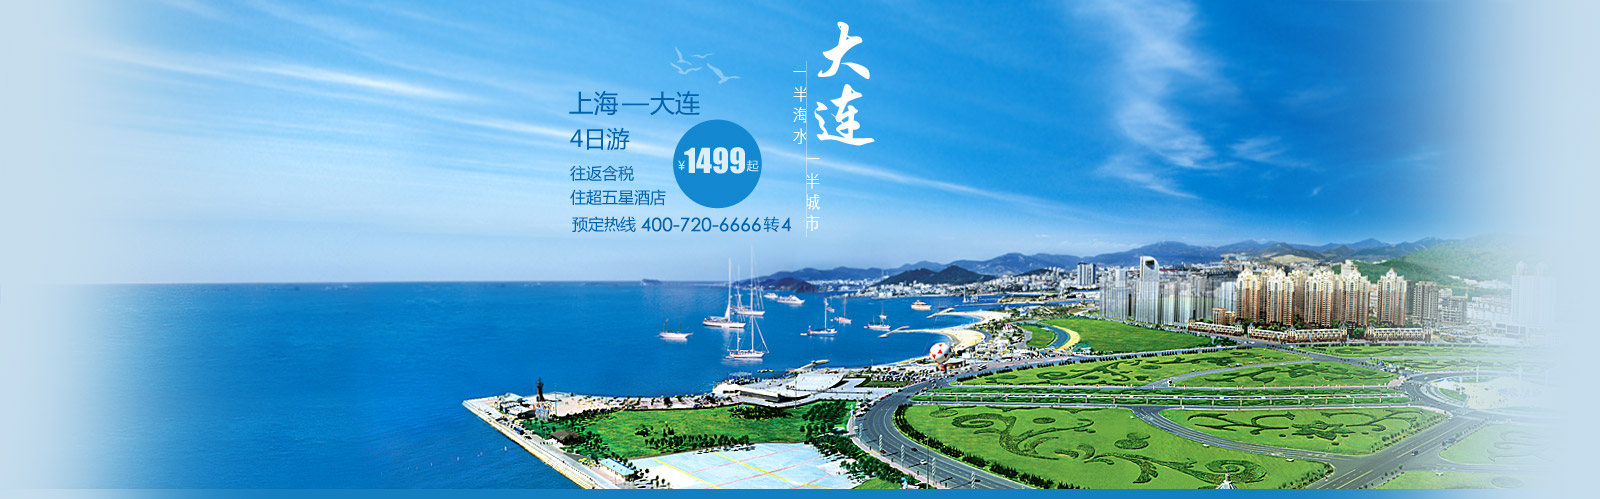 大连
一半海水
一半城市
上海—大连
4日游
¥1499起
往返含税
住超五星酒店
预定热线 400-720-6666转4